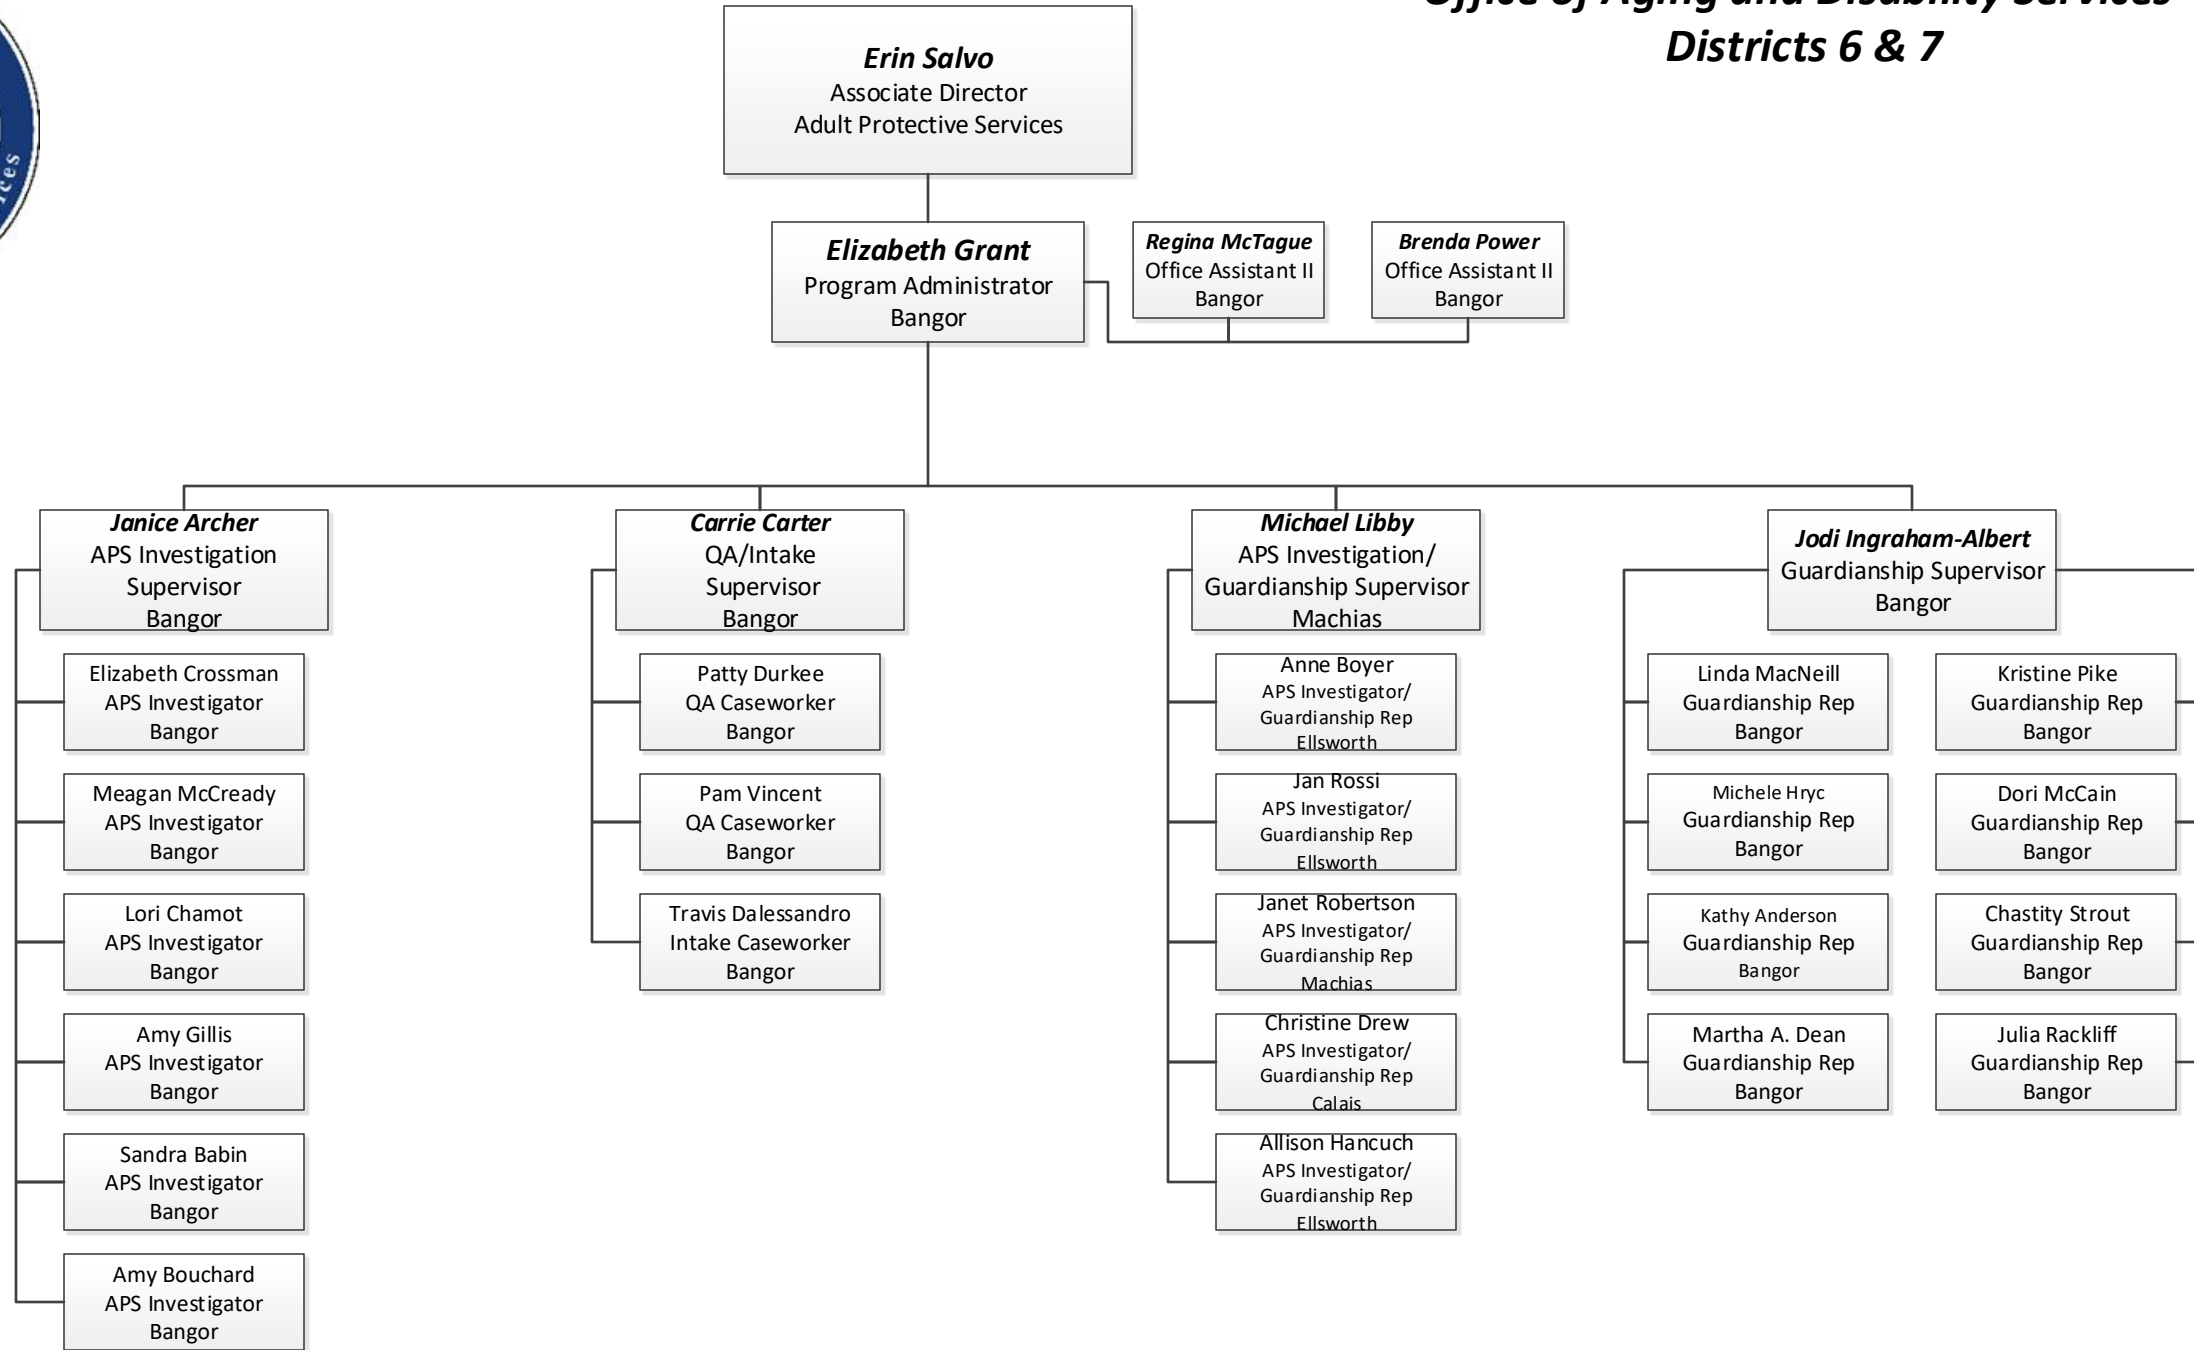 Office of Aging and Disability Services
Districts 6 & 7
ices
Erin Salvo
Associate Director
Adult Protective Services
Elizabeth Grant
Program Administrator
Bangor
Regina McTague
Office Assistant II
Bangor
Brenda Power
Office Assistant II
Bangor
Janice Archer
APS Investigation
Supervisor
Bangor
Elizabeth Crossman
APS Investigator
Bangor
Meagan McCready
APS Investigator
Bangor
Lori Chamot
APS Investigator
Bangor
Amy Gillis
APS Investigator
Bangor
Sandra Babin
APS Investigator
Bangor
Amy Bouchard
APS Investigator
Bangor
Carrie Carter
QA/Intake
Supervisor
Bangor
Patty Durkee
QA Caseworker
Bangor
Pam Vincent
QA Caseworker
Bangor
Travis Dalessandro
Intake Caseworker
Bangor
Michael Libby
APS Investigation/
Guardianship Supervisor
Machias
Anne Boyer
APS Investigator/
Guardianship Rep
Ellsworth
Jan Rossi
APS Investigator/
Guardianship Rep
Ellsworth
Janet Robertson
APS Investigator/
Guardianship Rep
Machias
Christine Drew
APS Investigator/
Guardianship Rep
Calais
Allison Hancuch
APS Investigator/
Guardianship Rep
Ellsworth
Jodi Ingraham-Albert
Guardianship Supervisor
Bangor
Linda MacNeill
Guardianship Rep
Bangor
Michele Hryc
Guardianship Rep
Bangor
Kathy Anderson
Guardianship Rep
Bangor
Martha A. Dean
Guardianship Rep
Bangor
Kristine Pike
Guardianship Rep
Bangor
Dori McCain
Guardianship Rep
Bangor
Chastity Strout
Guardianship Rep
Bangor
Julia Rackliff
Guardianship Rep
Bangor